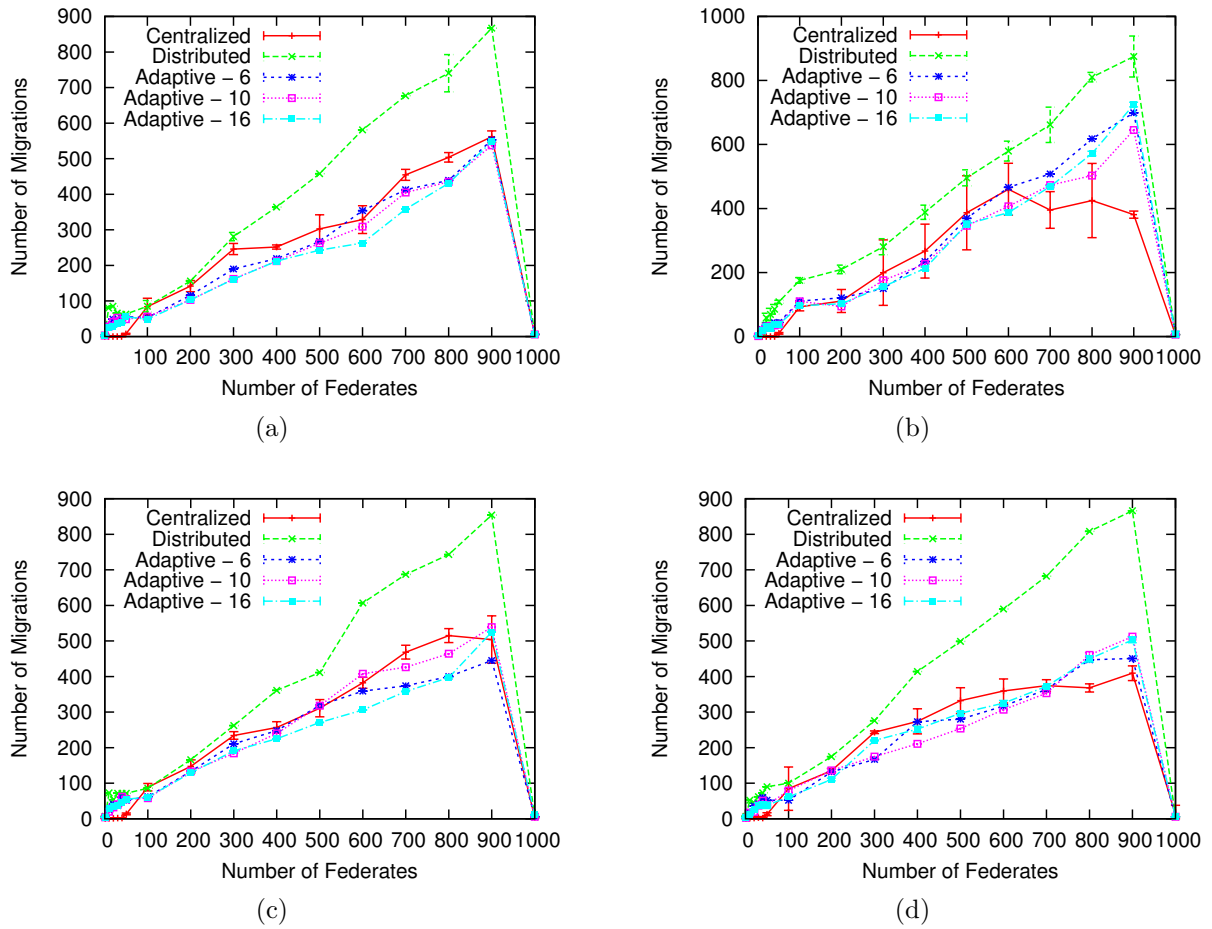 900
800
700
600
500
400
300
200
100
0
Number of Migrations
Centralized
Distributed
Adaptive – 6
Adaptive – 10
Adaptive – 16
100 200 300 400 500 600 700 800 900 1000
Number of Federates
(a)
1000
800
600
400
200
0
Number of Migrations
Centralized
Distributed
Adaptive – 6
Adaptive – 10
Adaptive – 16
0 100 200 300 400 500 600 700 800 900 1000
Number of Federates
(b)
900
800
700
600
500
400
300
200
100
0
Number of Migrations
Centralized
Distributed
Adaptive – 6
Adaptive – 10
Adaptive – 16
0 100 200 300 400 500 600 700 800 900 1000
Number of Federates
(c)
900
800
700
600
500
400
300
200
100
0
Number of Migrations
Centralized
Distributed
Adaptive – 6
Adaptive – 10
Adaptive – 16
0 100 200 300 400 500 600 700 800 900 1000
Number of Federates
(d)